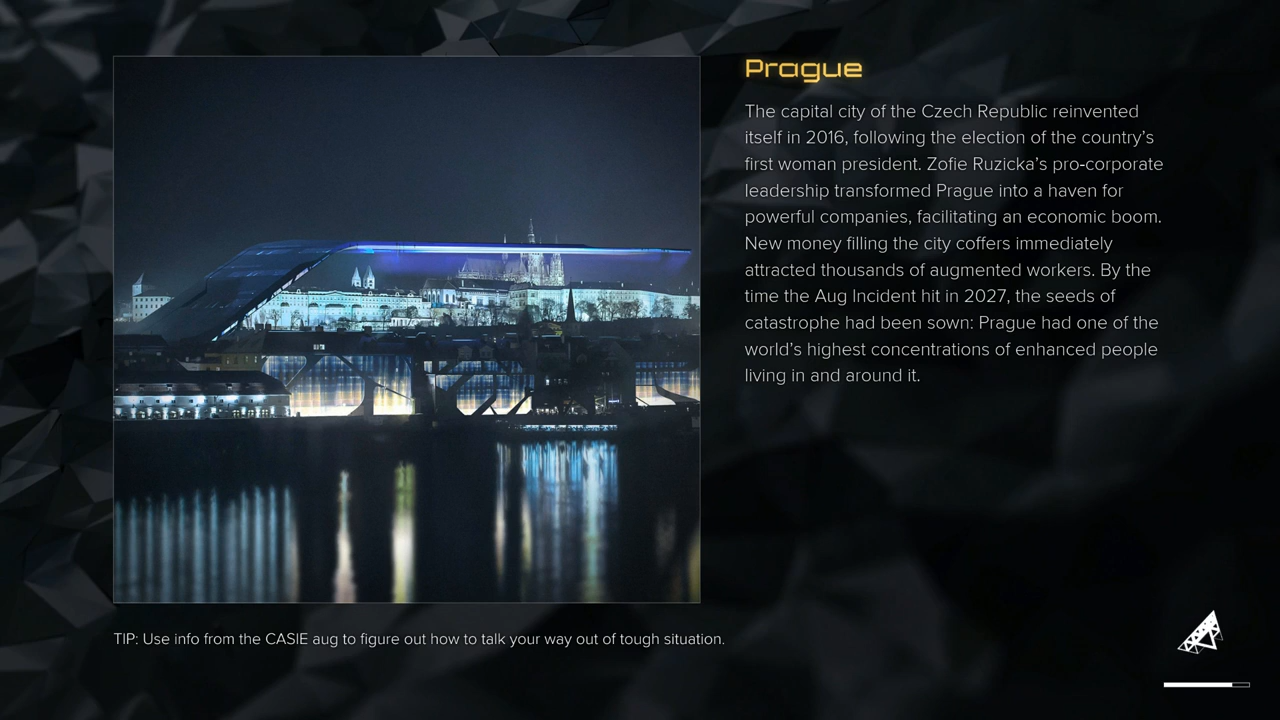 Prague
The capital city of the Czech Republic reinvented
itself in 2016, following the election of the country's
first woman president. Zofie Ruzicka's pro-corporate
leadership transformed Prague into a haven for
powerful companies, facilitating an economic boom.
New money filling the city coffers immediately
attracted thousands of augmented workers. By the
time the Aug Incident hit in 2027, the seeds of
catastrophe had been sown: Prague had one of the
world's highest concentrations of enhanced people
living in and around it.
TIP: Use info from the CASIE aug to figure out how to talk your way out of tough situation.